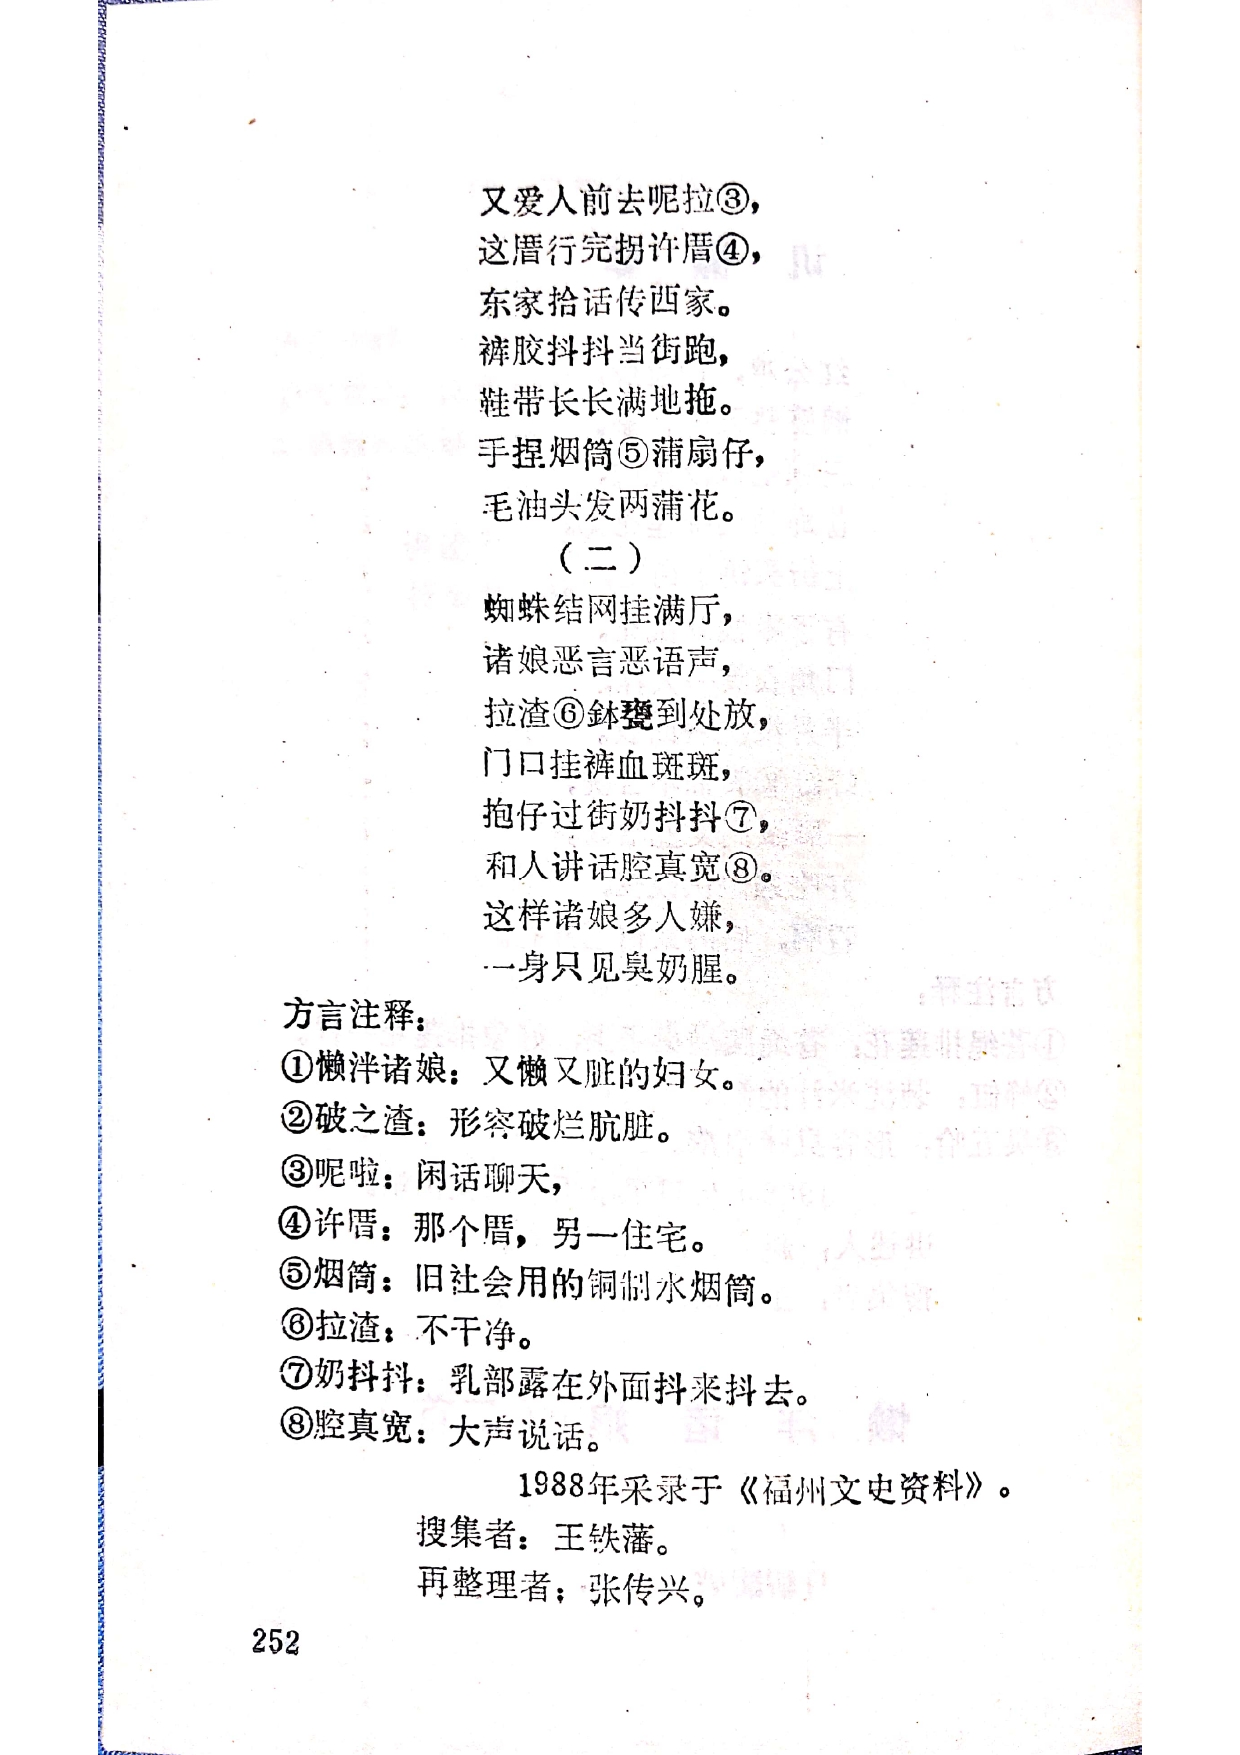 又爱人前去呢拉③，
这厝行完拐许厝④，
东家拾话传西家。
裤胶抖抖当街跑，
鞋带长长满地拖。
手捏烟筒⑤蒲扇仔，
毛油头发两蒲花。
（二）
蜘蛛结网挂满厅，
诸娘恶言恶语声，
拉渣⑥鉢甕到处放，
门口挂裤血斑斑，
抱仔过街奶抖抖⑦，
和人讲话腔真宽⑧。
这样诸娘多人嫌，
一身只见臭奶腥。
方言注释：
①懒泮诸娘：又懒又脏的妇女。
②破之渣：形容破烂肮脏。
③呢啦：闲话聊天，
④许厝：那个厝，另一住宅。
⑤烟筒：旧社会用的铜制水烟筒。
⑥拉渣：不干净。
⑦奶抖抖：乳部露在外面抖来抖去。
⑧腔真宽：大声说话。
1988年采录于《福州文史资料》。
搜集者：王铁藩。
再整理者；张传兴。
252